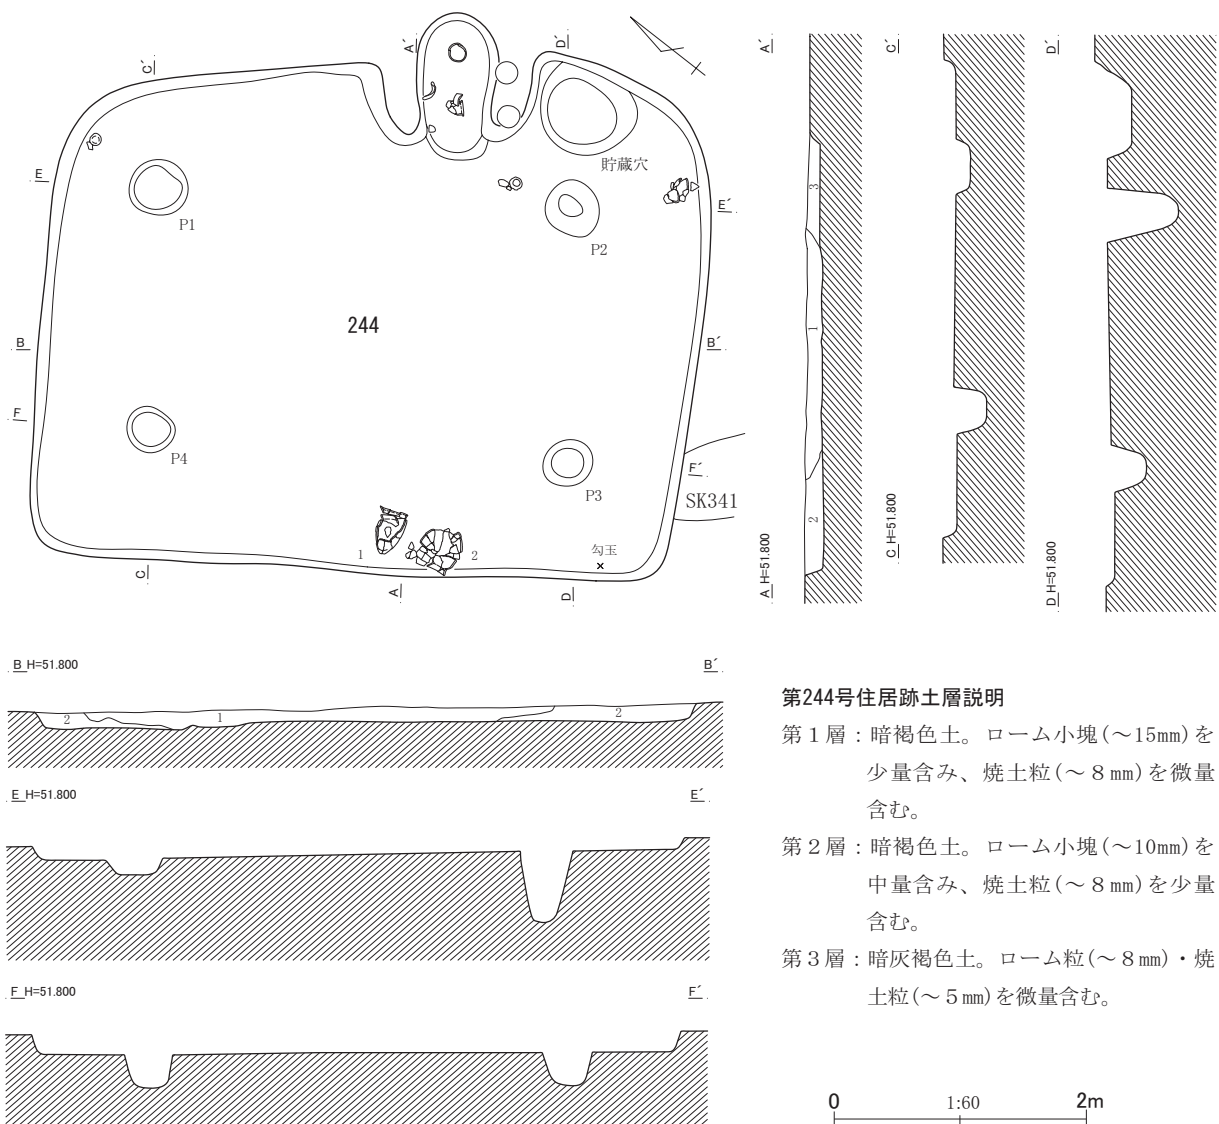 A´
D´
C´
貯蔵穴
E
P1
P2
E´
244
B
B´
F
P4
P3
F´
SK341
1
2
勾玉
C
A
D
A´
C´
D´
3
1
2
A H=51.800
C H=51.800
D H=51.800
B H=51.800
B´
2
1
2
E H=51.800
E´
F H=51.800
F´
第244号住居跡土層説明
第１層：暗褐色土。ローム小塊(～15㎜)を
少量含み、焼土粒(～８㎜)を微量
含む。
第２層：暗褐色土。ローム小塊(～10㎜)を
中量含み、焼土粒(～８㎜)を少量
含む。
第３層：暗灰褐色土。ローム粒(～８㎜)・焼
土粒(～５㎜)を微量含む。
0 1:60 2m